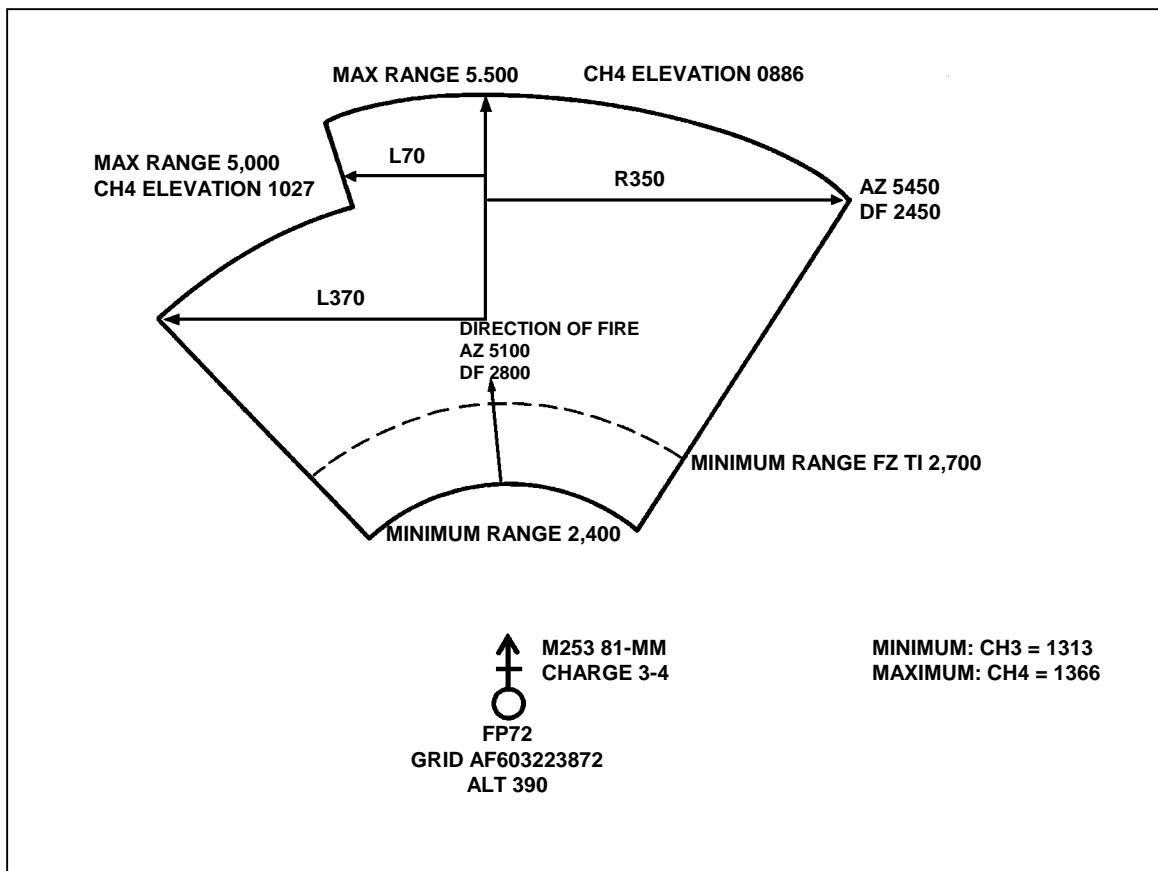 MAX RANGE 5.500
CH4 ELEVATION 0886
MAX RANGE 5,000
CH4 ELEVATION 1027
L70
R350
AZ 5450
DF 2450
L370
DIRECTION OF FIRE
AZ 5100
DF 2800
MINIMUM RANGE FZ TI 2,700
MINIMUM RANGE 2,400
M253 81-MM
CHARGE 3-4
MINIMUM: CH3 = 1313
MAXIMUM: CH4 = 1366
FP72
GRID AF603223872
ALT 390